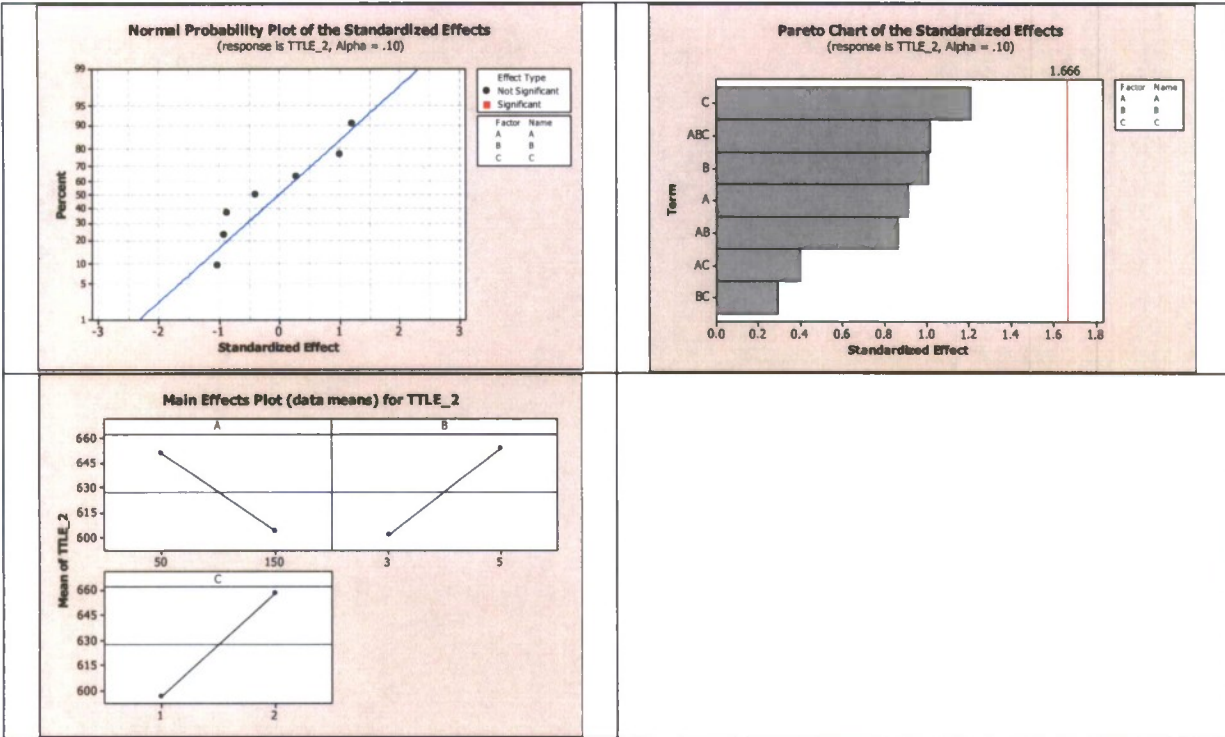 Normal Probability Plot of the Standardized Effects
(response is TTLE_2, Alpha = .10)
99
95
90
80
70
60
50
40
30
20
10
5
1
Percent
-3 -2 -1 0 1 2 3
Standardized Effect
Effect Type
Not Significant
Significant
Factor Name
A A
B B
C C
Pareto Chart of the Standardized Effects
(response is TTLE_2, Alpha = .10)
1.666
Term
C
ABC
B
A
AB
AC
BC
0.0 0.2 0.4 0.6 0.8 1.0 1.2 1.4 1.6 1.8
Standardized Effect
Factor Name
A A
B B
C C
Main Effects Plot (data means) for TTLE_2
Mean of TTLE_2
A B
660
645
630
615
600
50 150 3 5
C
660
645
630
615
600
1 2